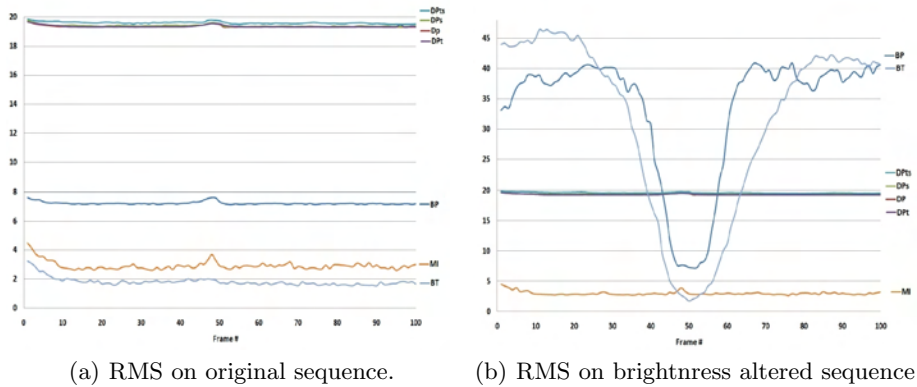 20
18
16
14
12
10
8
6
4
2
0
0 10 20 30 40 50 60 70 80 90 100
Frame #
DPts
DPs
Dp
DPt
BP
MI
BT
(a) RMS on original sequence.
45
40
35
30
25
20
15
10
5
0
0 10 20 30 40 50 60 70 80 90 100
Frame #
BP
BT
DPts
DPs
DP
DPt
MI
(b) RMS on brightnress altered sequence